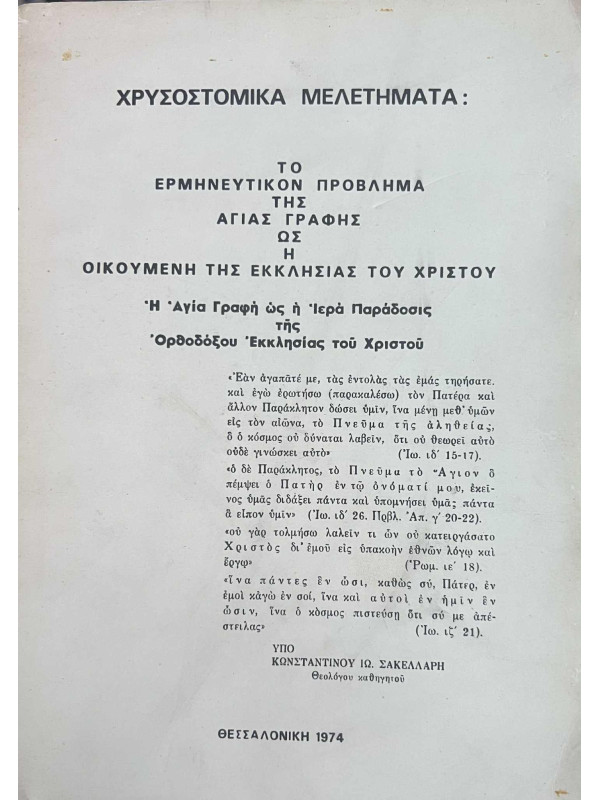 ΧΡΥΣΟΣΤΟΜΙΚΑ ΜΕΛΕΤΗΜΑΤΑ:
ΤΟ
ΕΡΜΗΝΕΥΤΙΚΟΝ ΠΡΟΒΛΗΜΑ
ΤΗΣ
ΑΓΙΑΣ ΓΡΑΦΗΣ
ΩΣ
Η
ΟΙΚΟΥΜΕΝΗ ΤΗΣ ΕΚΚΛΗΣΙΑΣ ΤΟΥ ΧΡΙΣΤΟΥ
Ἡ Ἁγία Γραφὴ ὡς ἡ Ἱερὰ Παράδοσις
τῆς
Ὀρθοδόξου Ἐκκλησίας τοῦ Χριστοῦ
«Ἐὰν ἀγαπᾶτέ με, τὰς ἐντολὰς τὰς ἐμάς τηρήσατε.
καὶ ἐγὼ ἐρωτήσω (παρακαλέσω) τὸν Πατέρα καὶ
ἄλλον Παράκλητον δώσει ὑμῖν, ἵνα μένῃ μεθ' ὑμῶν
εἰς τὸν αἰῶνα, τὸ Πνεῦμα τῆς ἀληθείας,
ὃ ὁ κόσμος οὐ δύναται λαβεῖν, ὅτι οὐ θεωρεῖ αὐτὸ
οὐδὲ γινώσκει αὐτὸ» (Ἰω. ιδ' 15-17).
«ὁ δὲ Παράκλητος, τὸ Πνεῦμα τὸ Ἅγιον ὃ
πέμψει ὁ Πατὴρ ἐν τῷ ὀνόματί μου, ἐκεῖ-
νος ὑμᾶς διδάξει πάντα καὶ ὑπομνήσει ὑμᾶς πάντα
ἃ εἶπον ὑμῖν» (Ἰω. ιδ' 26. Πρβλ. Ἀπ. γ' 20-22).
«οὐ γὰρ τολμήσω λαλεῖν τι ὧν οὐ κατειργάσατο
Χριστὸς δι' ἐμοῦ εἰς ὑπακοὴν ἐθνῶν λόγῳ καὶ
ἔργῳ» (Ρωμ. ιε' 18).
«ἵνα πάντες ἓν ὦσι, καθὼς σύ, Πάτερ, ἐν
ἐμοὶ κἀγὼ ἐν σοί, ἵνα καὶ αὐτοὶ ἐν ἡμῖν ἓν
ὦσιν, ἵνα ὁ κόσμος πιστεύσῃ ὅτι σύ με ἀπέ-
στειλας» (Ἰω. ιζ' 21).
ΥΠΟ
ΚΩΝΣΤΑΝΤΙΝΟΥ ΙΩ. ΣΑΚΕΛΛΑΡΗ
Θεολόγου καθηγητοῦ
ΘΕΣΣΑΛΟΝΙΚΗ 1974